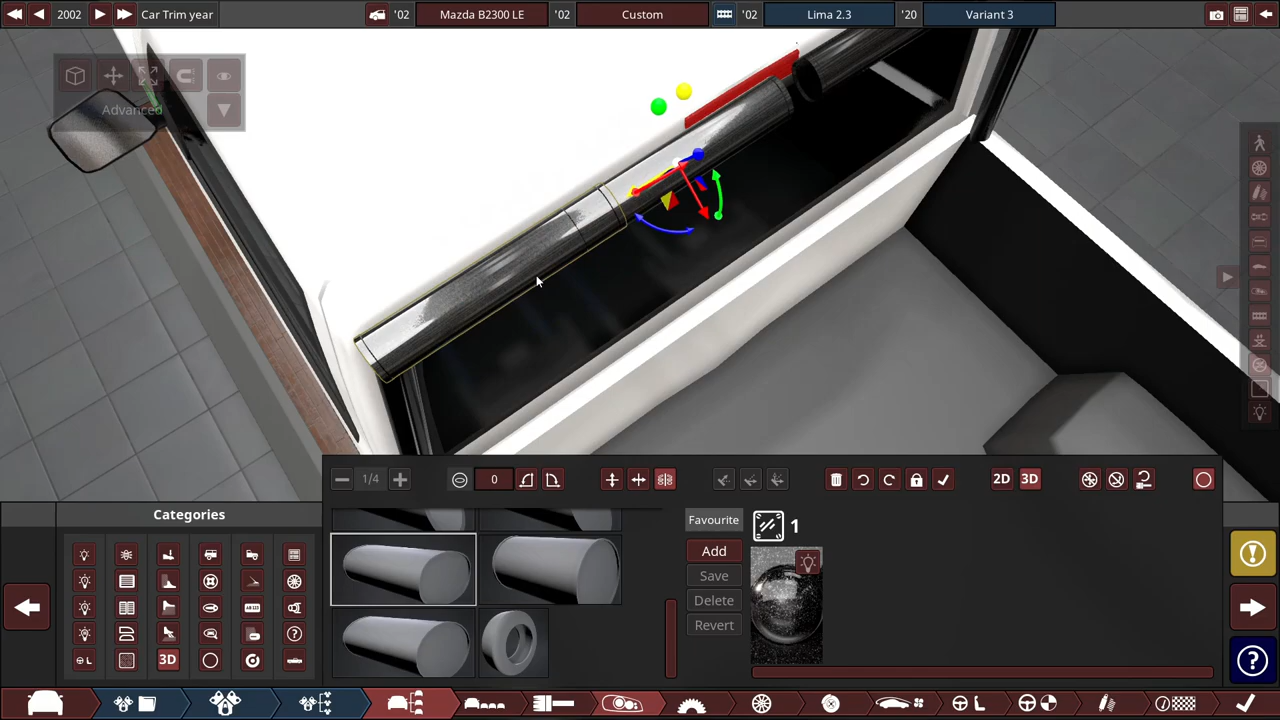 2002 Car Trim year '02 Mazda B2300 LE '02 Custom '02 Lima 2.3 '20 Variant 3
Advanced
1/4 0 2D 3D
Categories
Favourite 1
Add
Save
Delete
Revert
L 3D